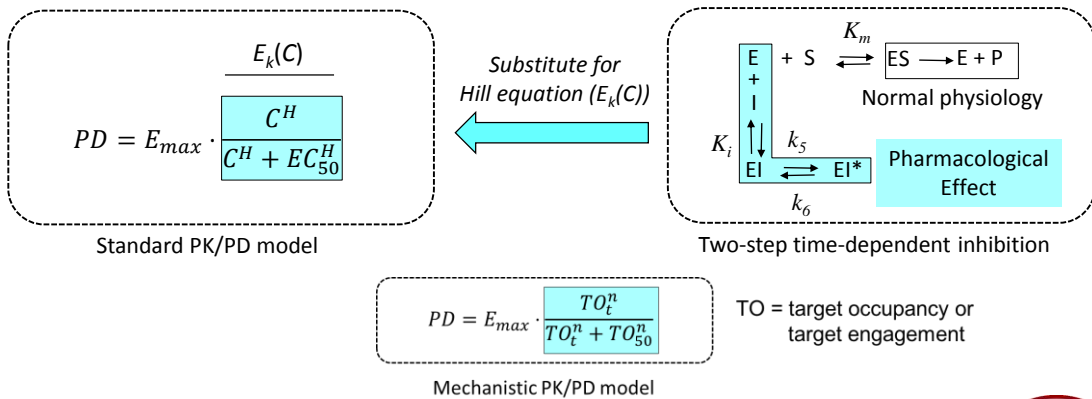 E_k(C)
PD = E_max · C^H / (C^H + EC_50^H)
Standard PK/PD model
Substitute for
Hill equation (E_k(C))
E + S ⇌ ES → E + P
K_m
+
Normal physiology
I
K_i
k_5
EI ⇌ EI*
k_6
Pharmacological
Effect
Two-step time-dependent inhibition
PD = E_max · TO_t^n / (TO_t^n + TO_50^n)
Mechanistic PK/PD model
TO = target occupancy or
target engagement